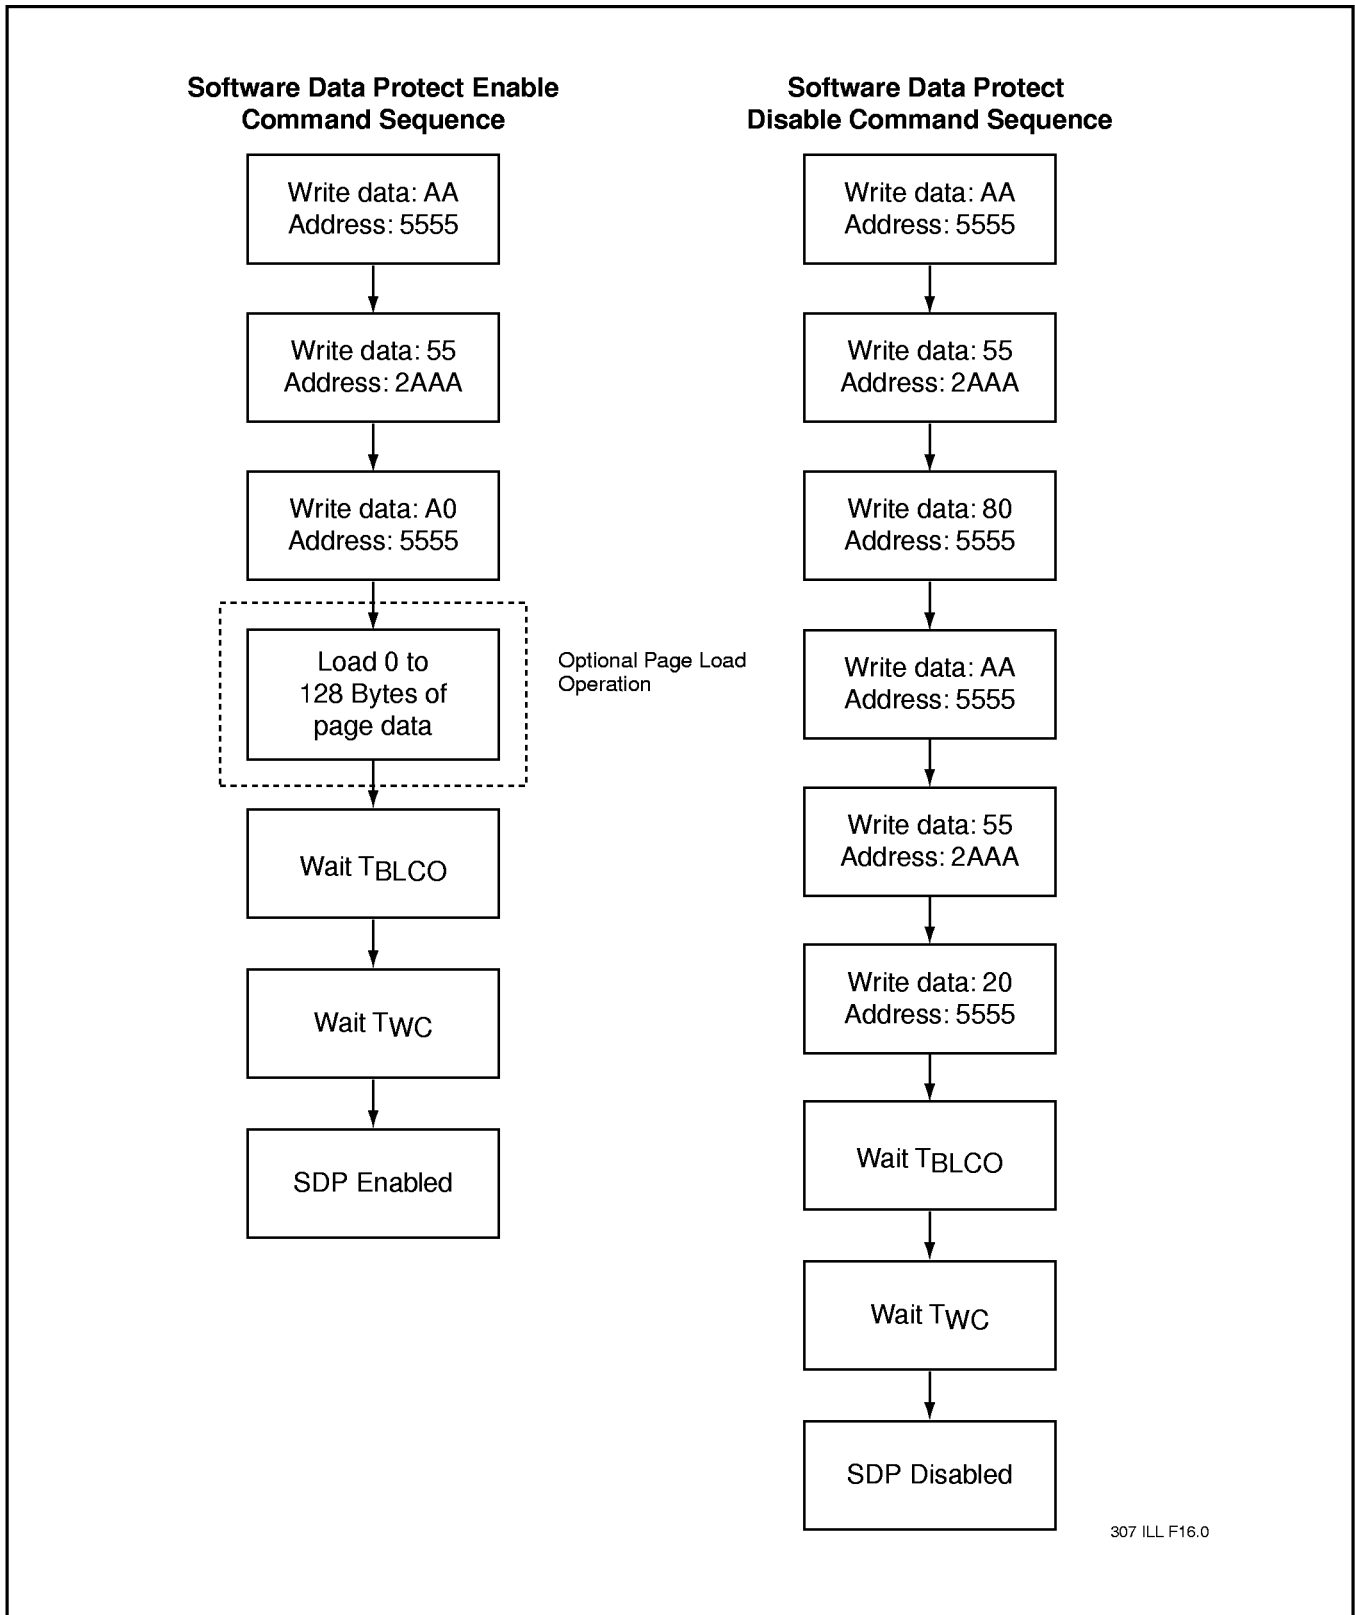 Software Data Protect Enable
Command Sequence
Write data: AA
Address: 5555
Write data: 55
Address: 2AAA
Write data: A0
Address: 5555
Load 0 to
128 Bytes of
page data
Optional Page Load
Operation
Wait TBLCO
Wait TWC
SDP Enabled
Software Data Protect
Disable Command Sequence
Write data: AA
Address: 5555
Write data: 55
Address: 2AAA
Write data: 80
Address: 5555
Write data: AA
Address: 5555
Write data: 55
Address: 2AAA
Write data: 20
Address: 5555
Wait TBLCO
Wait TWC
SDP Disabled
307 ILL F16.0